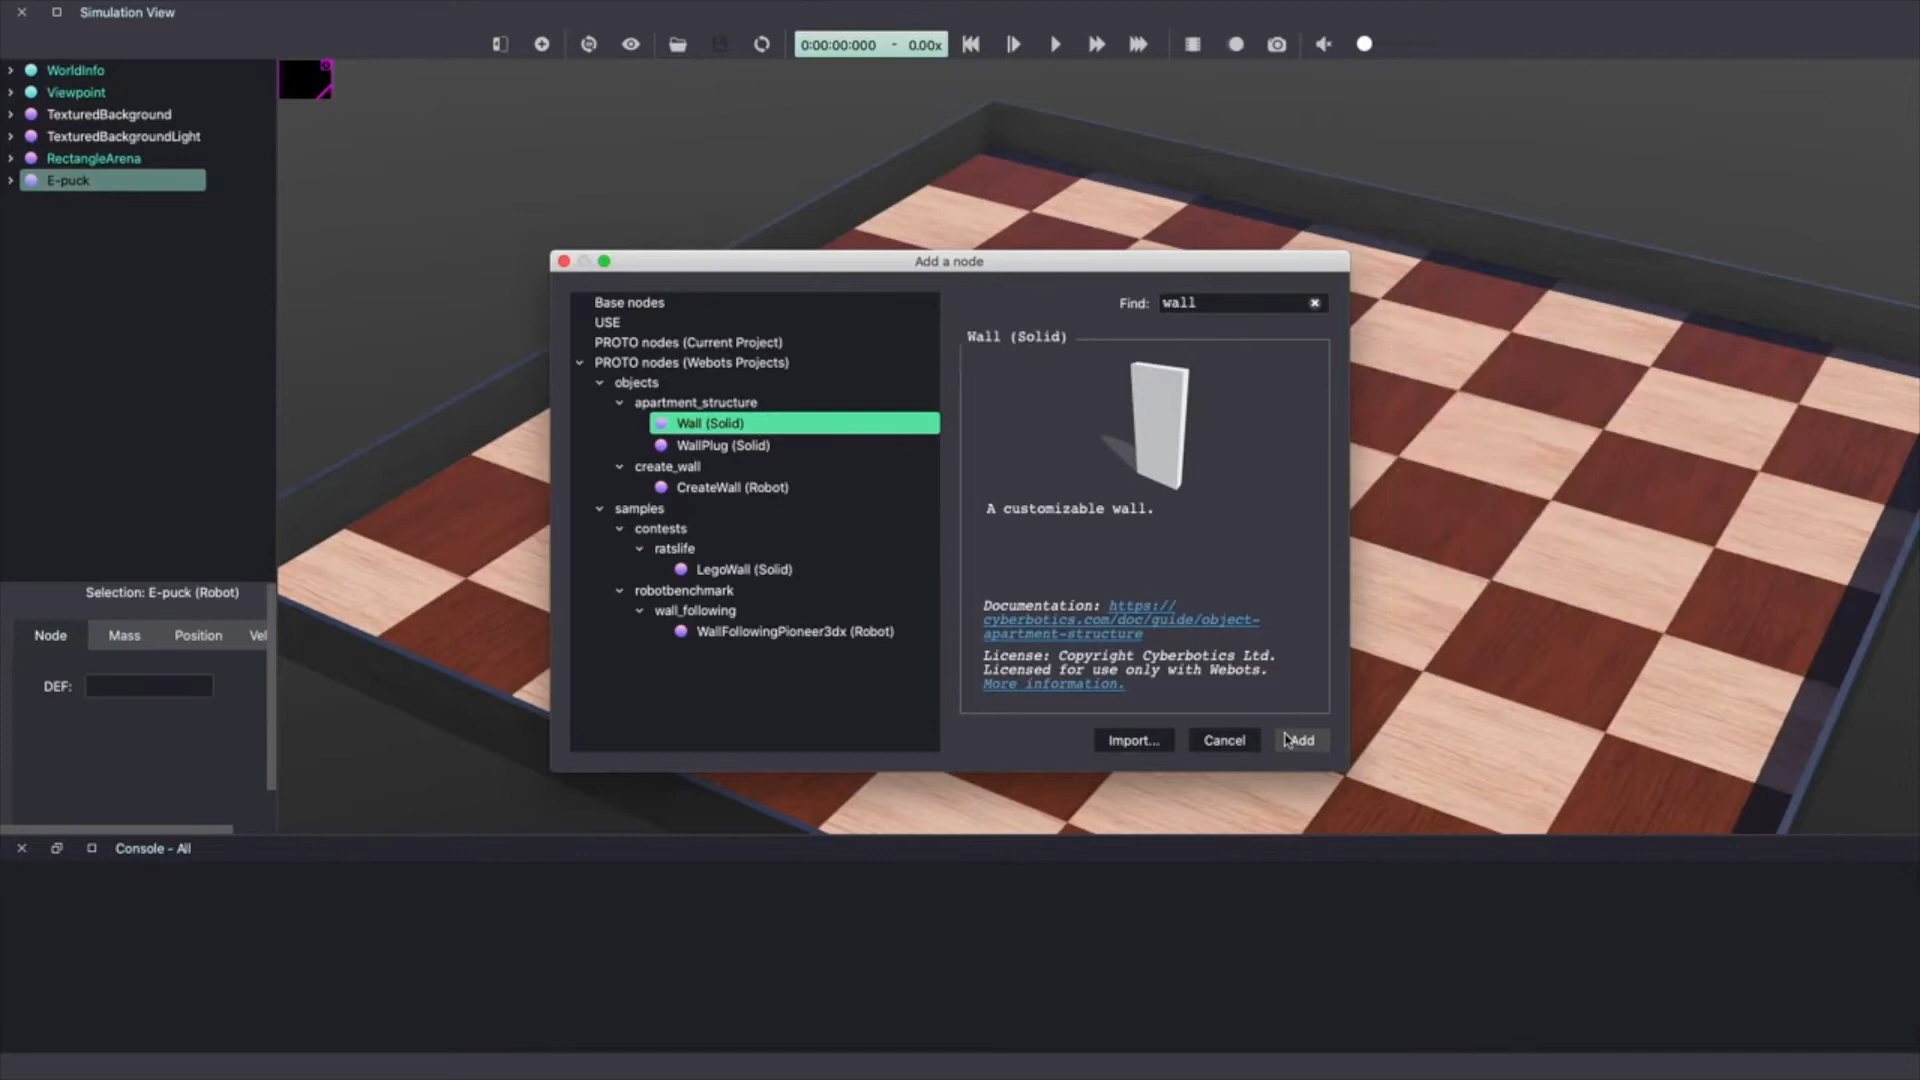 Simulation View
0:00:00:000 - 0.00x
WorldInfo
Viewpoint
TexturedBackground
TexturedBackgroundLight
RectangleArena
E-puck
Selection: E-puck (Robot)
Node Mass Position Vel
DEF:
Add a node
Base nodes
USE
PROTO nodes (Current Project)
PROTO nodes (Webots Projects)
objects
apartment_structure
Wall (Solid)
WallPlug (Solid)
create_wall
CreateWall (Robot)
samples
contests
ratslife
LegoWall (Solid)
robotbenchmark
wall_following
WallFollowingPioneer3dx (Robot)
Find: wall
Wall (Solid)
A customizable wall.
Documentation: https://
cyberbotics.com/doc/guide/object-
apartment-structure
License: Copyright Cyberbotics Ltd.
Licensed for use only with Webots.
More information.
Import... Cancel Add
Console - All